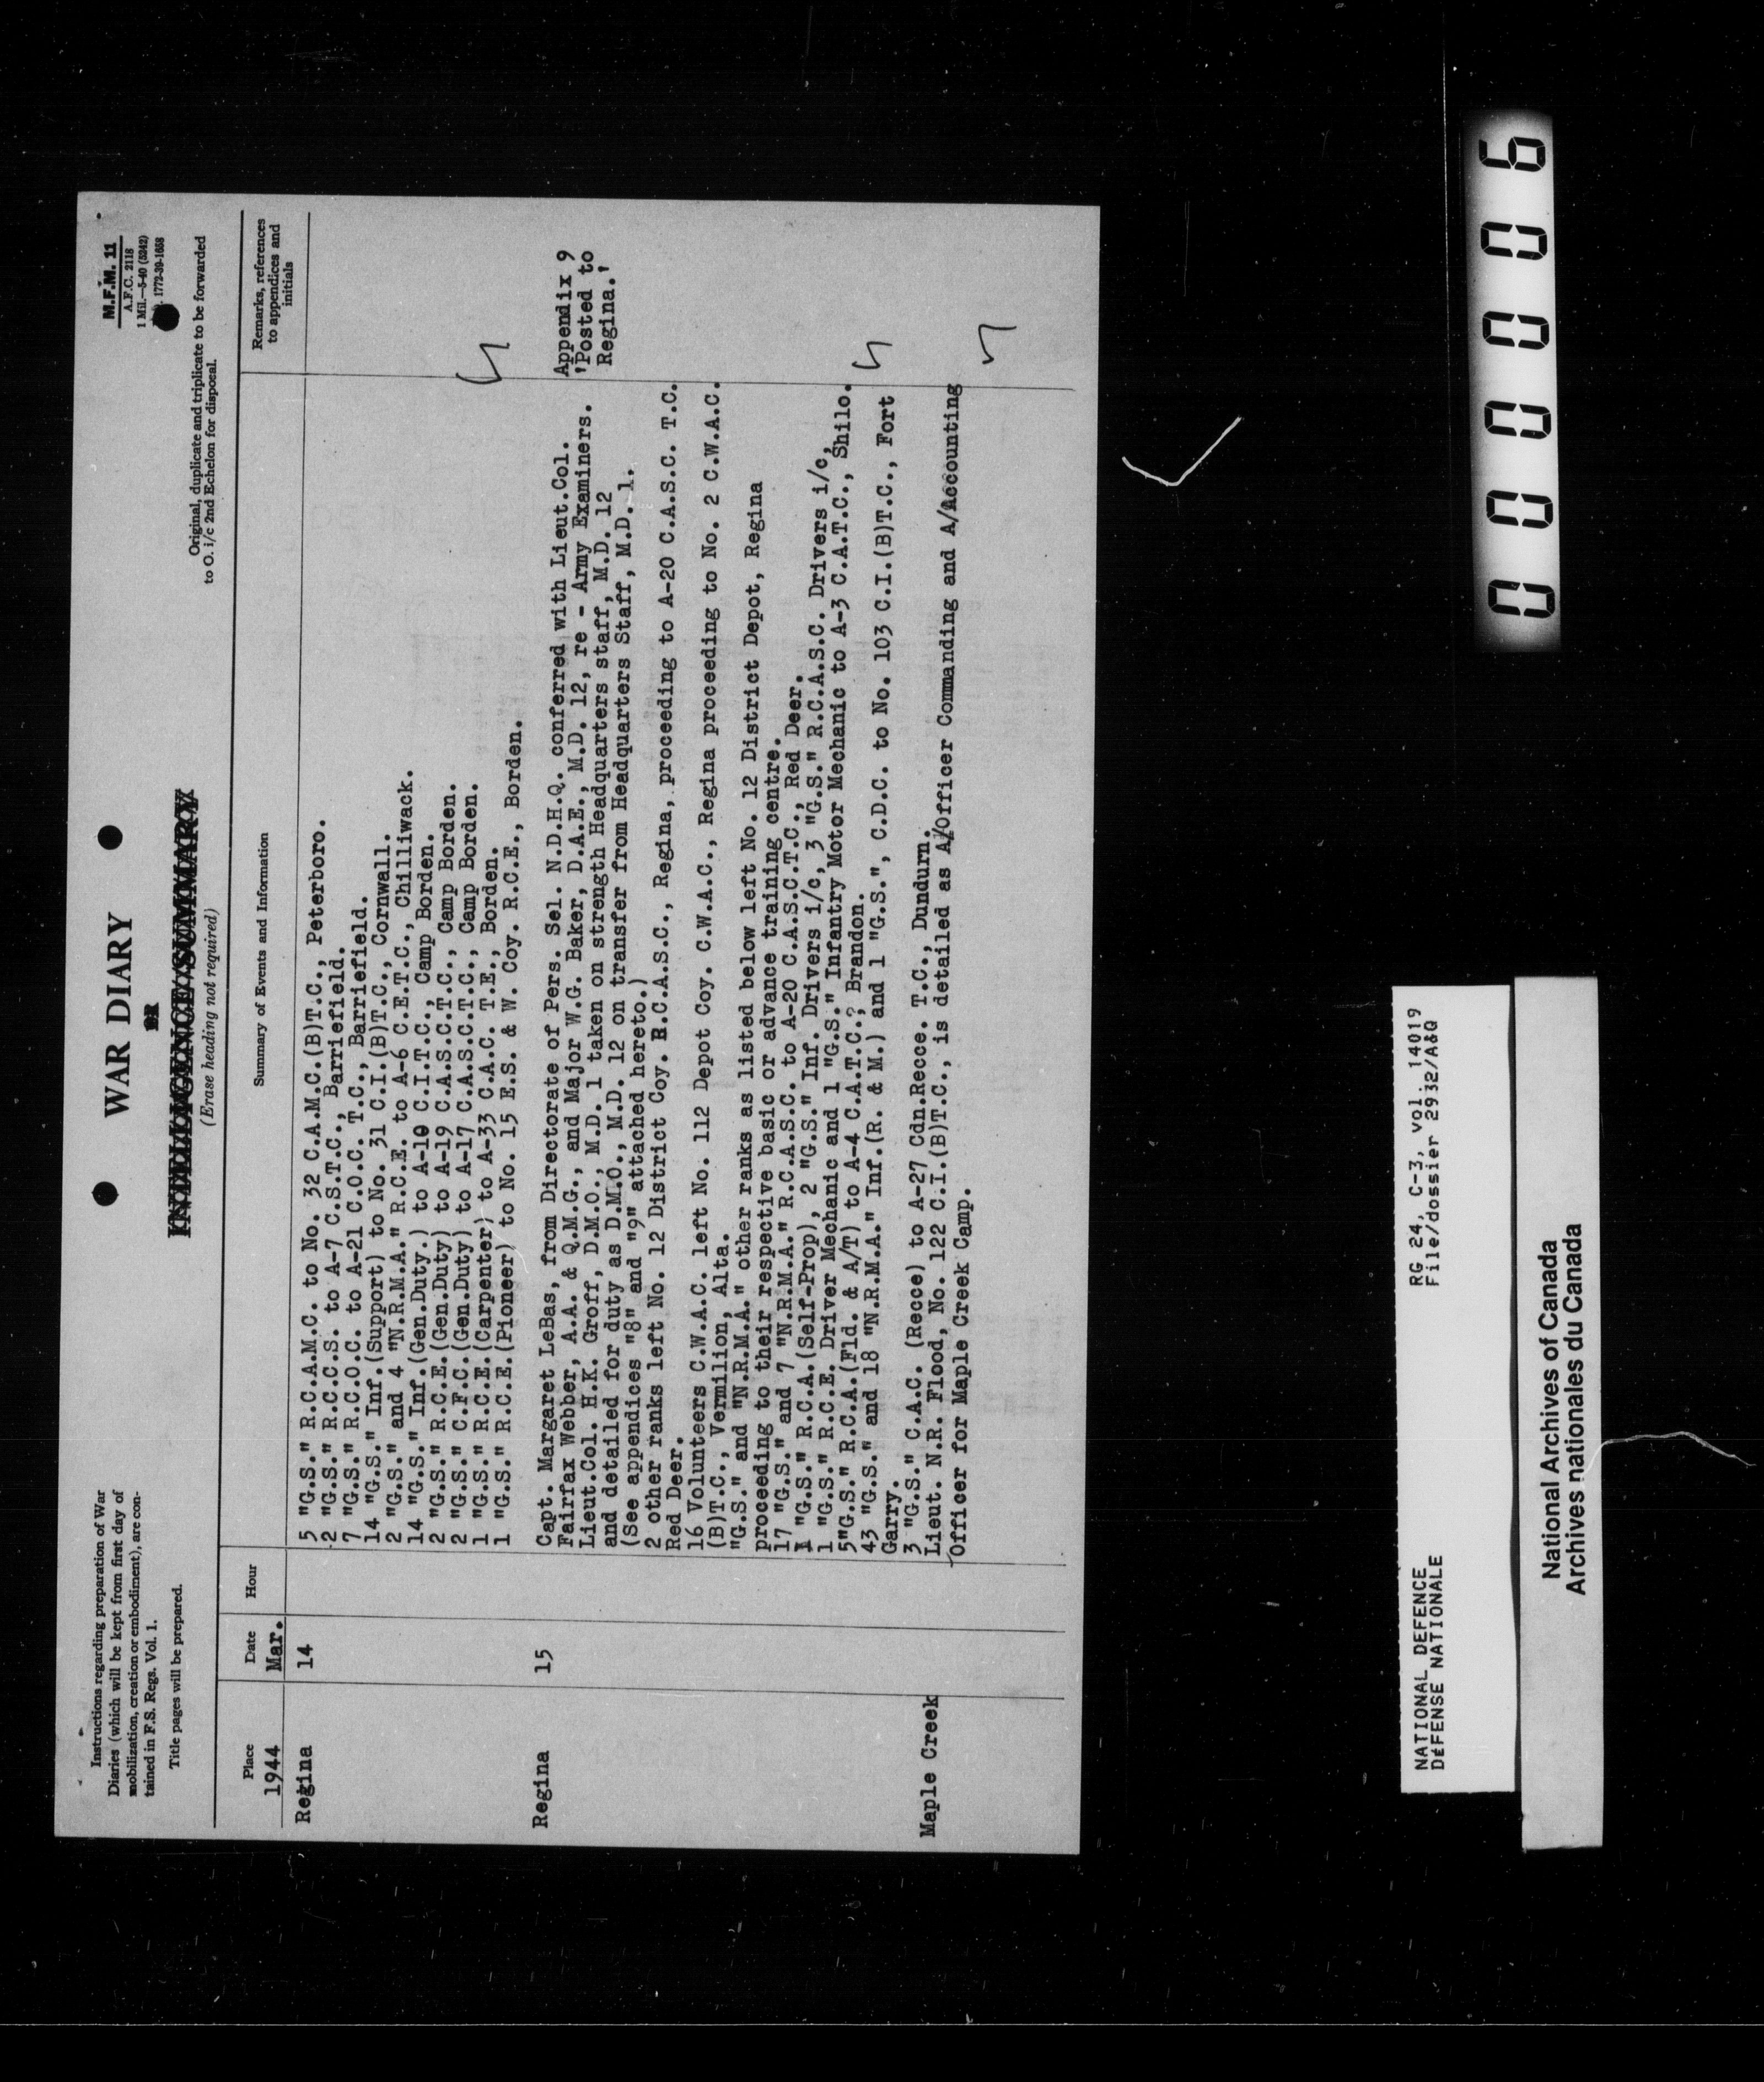 Instructions regarding preparation of War
Diaries (which will be kept from first day of
mobilization, creation or embodiment), are con-
tained in F.S. Regs. Vol. 1.
Title pages will be prepared.
WAR DIARY
OR
INTELLIGENCE SUMMARY
(Erase heading not required)
M.F.M. 11
A.F.C. 2118
1 Mil.—5-40 (5242)
1772-39-1658
Original, duplicate and triplicate to be forwarded
to O. i/c 2nd Echelon for disposal.
Place Date Hour Summary of Events and Information Remarks, references
to appendices and
initials
1944 Mar.
Regina 14 5 "G.S." R.C.A.M.C. to No. 32 C.A.M.C.(B)T.C., Peterboro.
2 "G.S." R.C.C.S. to A-7 C.S.T.C., Barriefield.
7 "G.S." R.C.O.C. to A-21 C.O.C. T.C., Barriefield.
14 "G.S." Inf.(Support) to No. 31 C.I.(B)T.C., Cornwall.
2 "G.S." and 4 "N.R.M.A." R.C.E. to A-6 C.E.T.C., Chilliwack.
14 "G.S." Inf.(Gen.Duty.) to A-10 C.I.T.C., Camp Borden.
2 "G.S." R.C.E.(Gen.Duty) to A-19 C.A.S.C.T.C., Camp Borden.
2 "G.S." C.F.C.(Gen.Duty) to A-17 C.A.S.C.T.C., Camp Borden.
1 "G.S." R.C.E.(Carpenter) to A-33 C.A.C. T.E., Borden.
1 "G.S." R.C.E.(Pioneer) to No. 15 E.S. & W. Coy. R.C.E., Borden.
Regina 15 Capt. Margaret LeBas, from Directorate of Pers. Sel. N.D.H.Q. conferred with Lieut.Col.
Fairfax Webber, A.A. & Q.M.G., and Major W.G. Baker, D.A.E., M.D. 12, re - Army Examiners.
Lieut.Col. H.K. Groff, D.M.O., M.D. 1 taken on strength Headquarters staff, M.D. 12
and detailed for duty as D.M.O., M.D. 12 on transfer from Headquarters Staff, M.D. 1.
(See appendices "8" and "9" attached hereto.)
Appendix 9
'Posted to
Regina.'
2 other ranks left No. 12 District Coy. R.C.A.S.C., Regina, proceeding to A-20 C.A.S.C. T.C.
Red Deer.
16 Volunteers C.W.A.C. left No. 112 Depot Coy. C.W.A.C., Regina proceeding to No. 2 C.W.A.C.
(B)T.C., Vermilion, Alta.
"G.S." and "N.R.M.A." other ranks as listed below left No. 12 District Depot, Regina
proceeding to their respective basic or advance training centre.
17 "G.S." and 7 "N.R.M.A." R.C.A.S.C. to A-20 C.A.S.C.T.C., Red Deer.
1 "G.S." R.C.A.(Self-Prop), 2 "G.S." Inf. Drivers i/c, 3 "G.S." R.C.A.S.C. Drivers i/c,
1 "G.S." R.C.E. Driver Mechanic and 1 "G.S." Infantry Motor Mechanic to A-3 C.A.T.C., Shilo.
5"G.S." R.C.A.(Fld. & A/T) to A-4 C.A.T.C., Brandon.
43 "G.S." and 18 "N.R.M.A." Inf.(R. & M.) and 1 "G.S.", C.D.C. to No. 103 C.I.(B)T.C., Fort
Garry.
3 "G.S." C.A.C. (Recce) to A-27 Cdn.Recce. T.C., Dundurn.
Maple Creek Lieut. N.R. Flood, No. 122 C.I.(B)T.C., is detailed as A/Officer Commanding and A/Accounting
Officer for Maple Creek Camp.
NATIONAL DEFENCE RG 24, C-3, vol. 14019
DÉFENSE NATIONALE File/dossier 2932/A&Q
National Archives of Canada
Archives nationales du Canada
000006